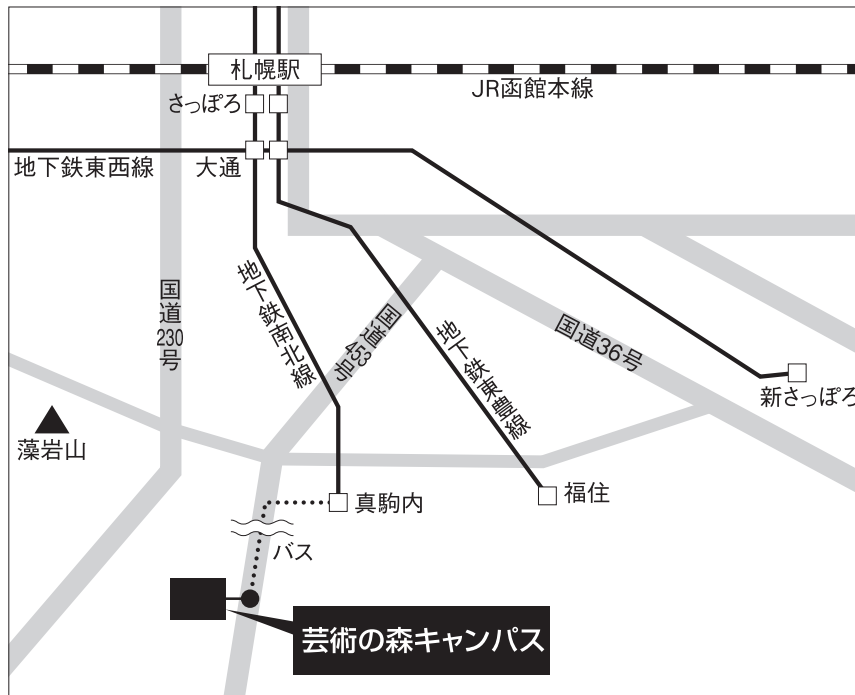 札幌駅
さっぽろ
JR函館本線
地下鉄東西線
大通
国道230号
地下鉄南北線
国道453号
地下鉄東豊線
国道36号
新さっぽろ
藻岩山
真駒内
福住
バス
芸術の森キャンパス